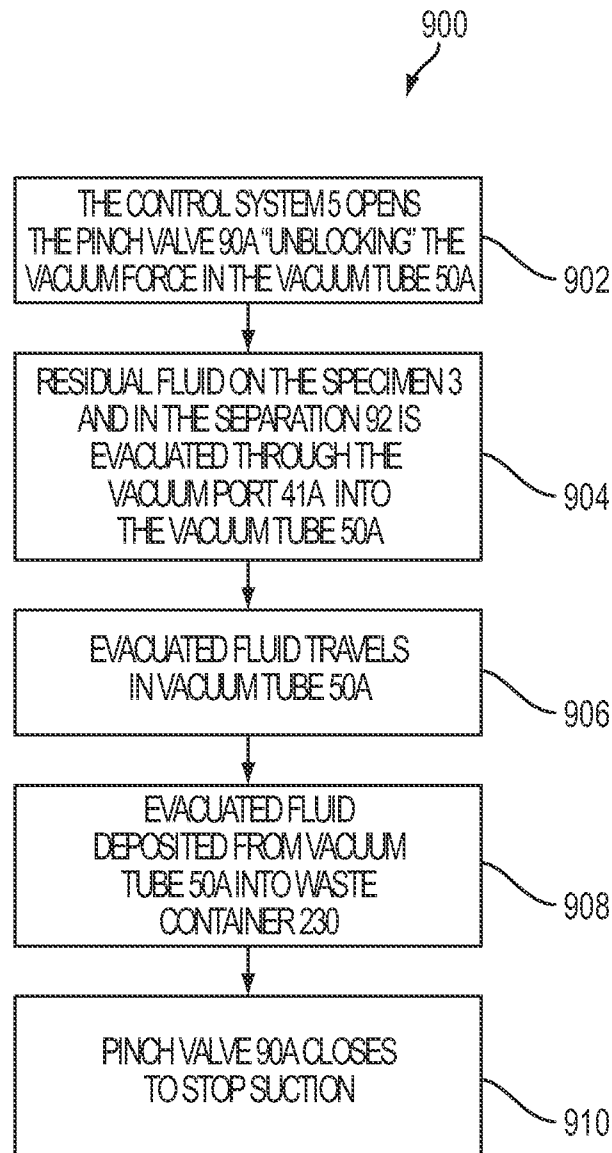 900
THE CONTROL SYSTEM 5 OPENS
THE PINCH VALVE 90A "UNBLOCKING" THE
VACUUM FORCE IN THE VACUUM TUBE 50A
902
RESIDUAL FLUID ON THE SPECIMEN 3
AND IN THE SEPARATION 92 IS
EVACUATED THROUGH THE
VACUUM PORT 41A INTO
THE VACUUM TUBE 50A
904
EVACUATED FLUID TRAVELS
IN VACUUM TUBE 50A
906
EVACUATED FLUID
DEPOSITED FROM VACUUM
TUBE 50A INTO WASTE
CONTAINER 230
908
PINCH VALVE 90A CLOSES
TO STOP SUCTION
910